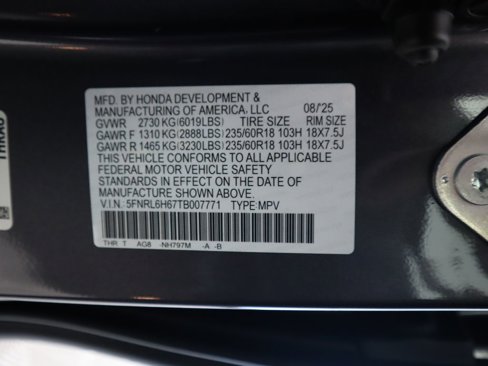 MFD. BY HONDA DEVELOPMENT &
MANUFACTURING OF AMERICA, LLC 08/'25
GVWR 2730 KG(6019LBS) TIRE SIZE RIM SIZE
GAWR F 1310 KG(2888LBS) 235/60R18 103H 18X7.5J
GAWR R 1465 KG(3230LBS) 235/60R18 103H 18X7.5J
THIS VEHICLE CONFORMS TO ALL APPLICABLE
FEDERAL MOTOR VEHICLE SAFETY
STANDARDS IN EFFECT ON THE DATE OF
MANUFACTURE SHOWN ABOVE.
V.I.N.: 5FNRL6H67TB007771 TYPE:MPV
THR T AG8 -NH797M -A -B